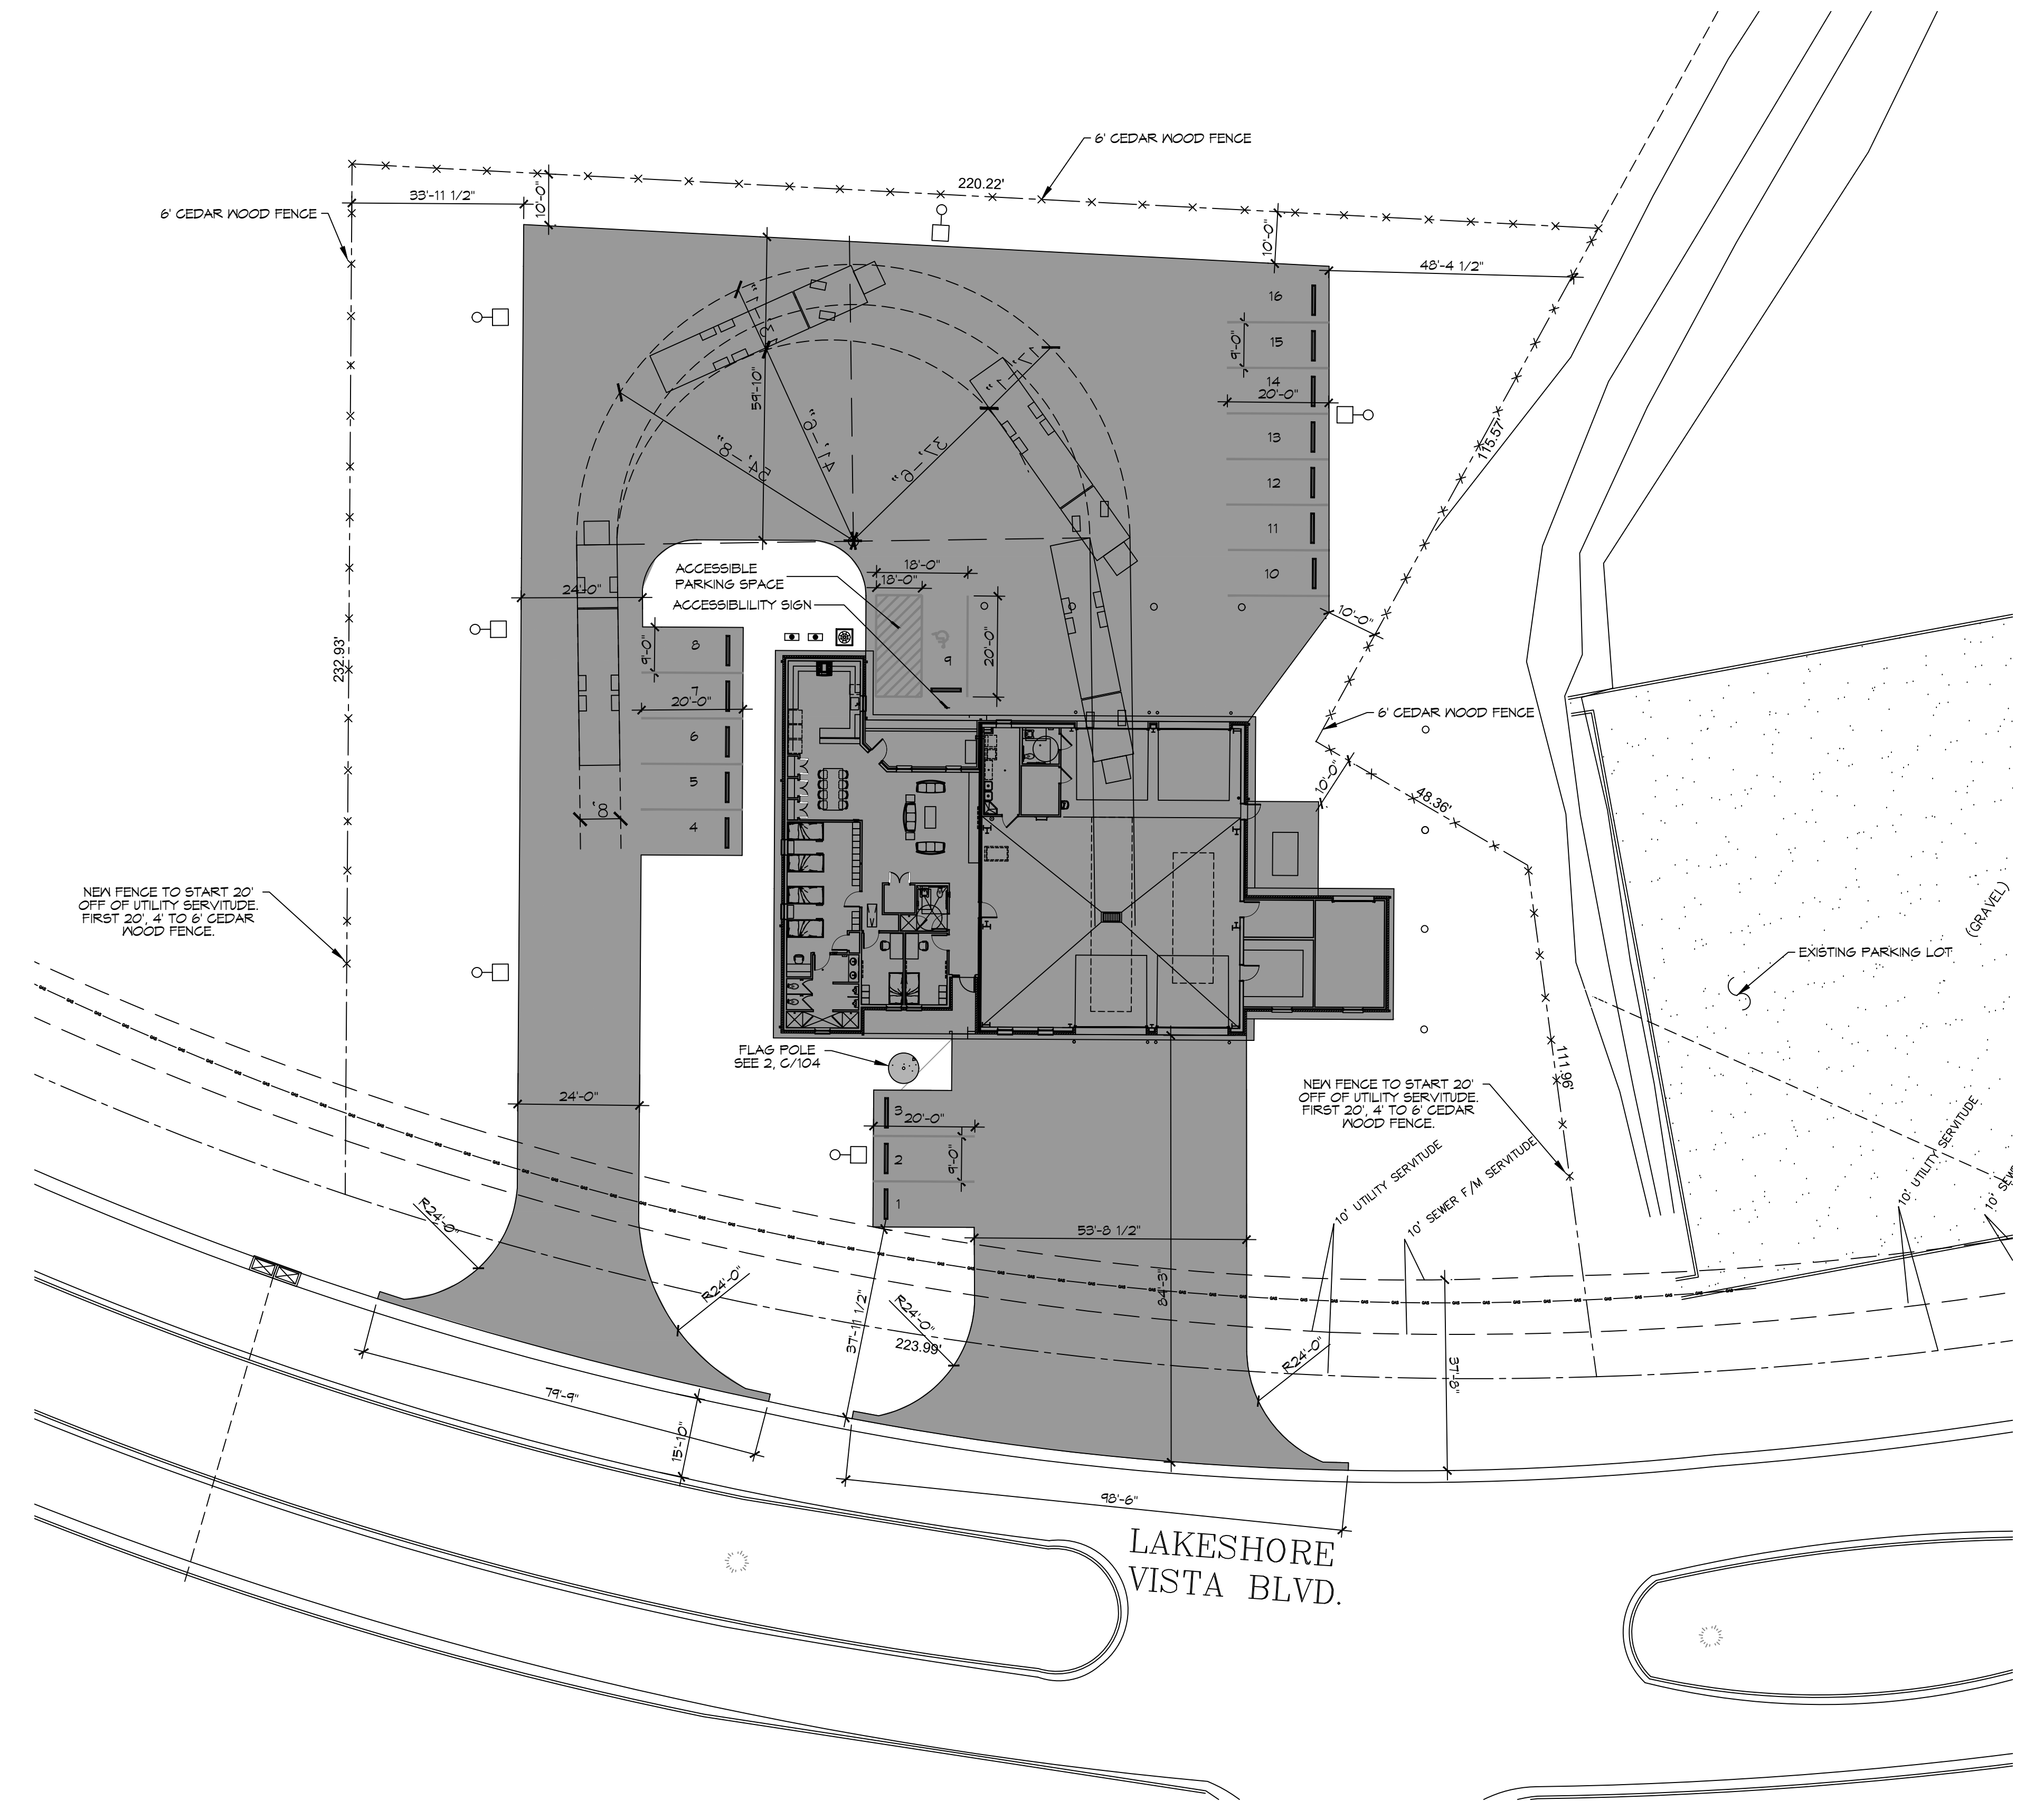 6' CEDAR WOOD FENCE
220.22'
33'-11 1/2"
10'-0"
6' CEDAR WOOD FENCE
10'-0"
48'-4 1/2"
16
15
9'-0"
14
20'-0"
13
12
11
10
115.57'
59'-10"
54'-8"
41'-6"
37'-6"
ACCESSIBLE
PARKING SPACE
ACCESSIBLILITY SIGN
18'-0"
18'-0"
20'-0"
9
24'-0"
10'-0"
232.93'
9'-0"
8
7
20'-0"
6
5
4
8'
6' CEDAR WOOD FENCE
10'-0"
48.36'
NEW FENCE TO START 20'
OFF OF UTILITY SERVITUDE.
FIRST 20', 4' TO 6' CEDAR
WOOD FENCE.
(GRAVEL)
EXISTING PARKING LOT
FLAG POLE
SEE 2, C/104
24'-0"
3
20'-0"
2
9'-0"
1
111.96'
NEW FENCE TO START 20'
OFF OF UTILITY SERVITUDE.
FIRST 20', 4' TO 6' CEDAR
WOOD FENCE.
10' UTILITY SERVITUDE
10' SEWER F/M SERVITUDE
10' UTILITY SERVITUDE
R24'-0"
53'-8 1/2"
R24'-0"
84'-3"
37'-11 1/2"
R24'-0"
223.99'
R24'-0"
37'-8"
79'-9"
15'-10"
98'-6"
LAKESHORE
VISTA BLVD.